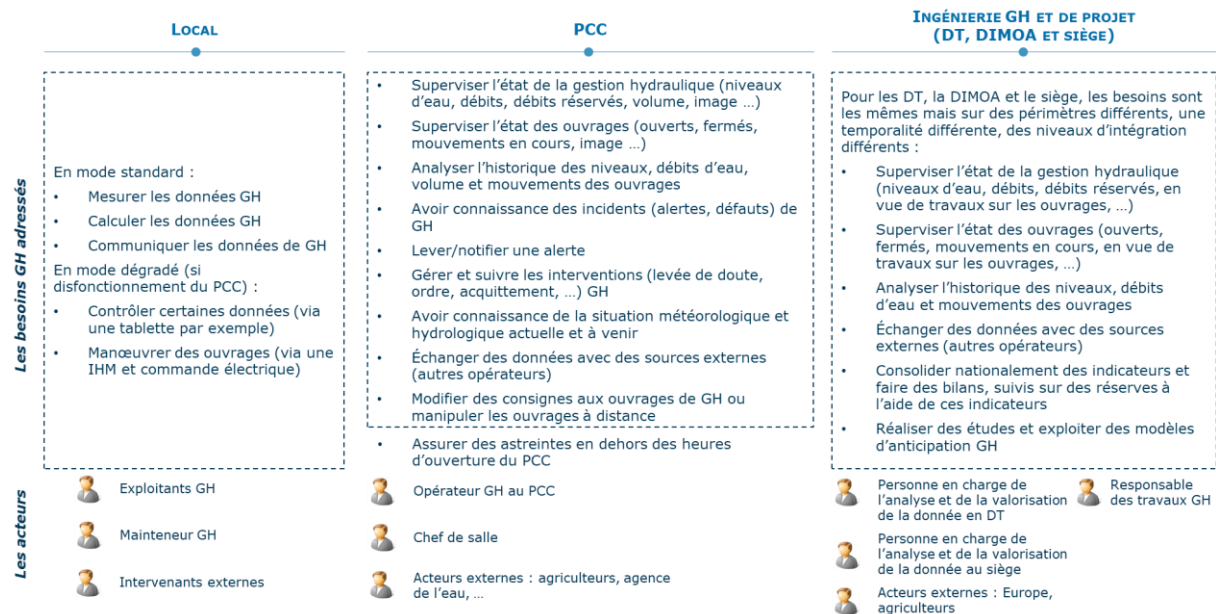 LOCAL
Les besoins GH adressés
En mode standard :
• Mesurer les données GH
• Calculer les données GH
• Communiquer les données de GH
En mode dégradé (si
disfonctionnement du PCC) :
• Contrôler certaines données (via
une tablette par exemple)
• Manœuvrer des ouvrages (via une
IHM et commande électrique)
PCC
• Superviser l'état de la gestion hydraulique (niveaux
d'eau, débits, débits réservés, volume, image …)
• Superviser l'état des ouvrages (ouverts, fermés,
mouvements en cours, image …)
• Analyser l'historique des niveaux, débits d'eau,
volume et mouvements des ouvrages
• Avoir connaissance des incidents (alertes, défauts) de
GH
• Lever/notifier une alerte
• Gérer et suivre les interventions (levée de doute,
ordre, acquittement, …) GH
• Avoir connaissance de la situation météorologique et
hydrologique actuelle et à venir
• Échanger des données avec des sources externes
(autres opérateurs)
• Modifier des consignes aux ouvrages de GH ou
manipuler les ouvrages à distance
• Assurer des astreintes en dehors des heures
d'ouverture du PCC
INGÉNIERIE GH ET DE PROJET
(DT, DIMOA ET SIÈGE)
Pour les DT, la DIMOA et le siège, les besoins sont
les mêmes mais sur des périmètres différents, une
temporalité différente, des niveaux d'intégration
différents :
• Superviser l'état de la gestion hydraulique
(niveaux d'eau, débits, débits réservés, en
vue de travaux sur les ouvrages, …)
• Superviser l'état des ouvrages (ouverts,
fermés, mouvements en cours, en vue de
travaux sur les ouvrages, …)
• Analyser l'historique des niveaux, débits
d'eau et mouvements des ouvrages
• Échanger des données avec des sources
externes (autres opérateurs)
• Consolider nationalement des indicateurs et
faire des bilans, suivis sur des réserves à
l'aide de ces indicateurs
• Réaliser des études et exploiter des modèles
d'anticipation GH
Les acteurs
Exploitants GH
Mainteneur GH
Intervenants externes
Opérateur GH au PCC
Chef de salle
Acteurs externes : agriculteurs, agence
de l'eau, …
Personne en charge de
l'analyse et de la valorisation
de la donnée en DT
Responsable
des travaux GH
Personne en charge de
l'analyse et de la valorisation
de la donnée au siège
Acteurs externes : Europe,
agriculteurs